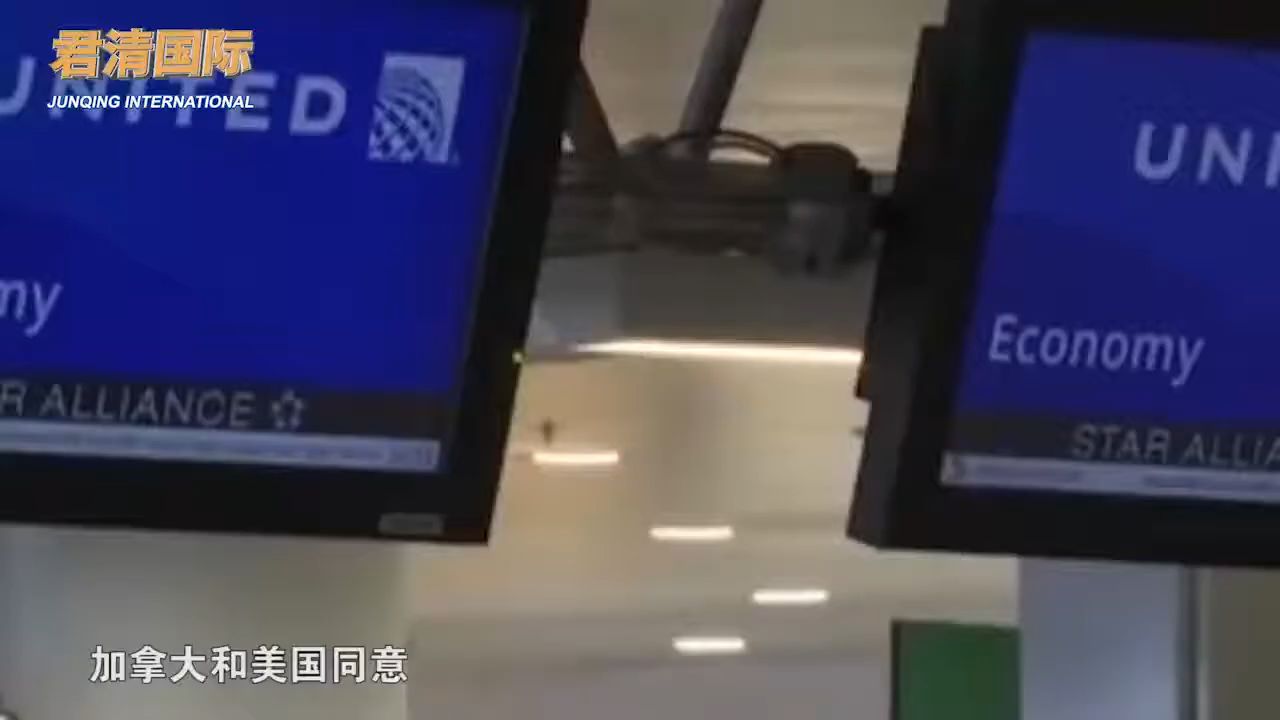 君清国际
JUNQING INTERNATIONAL
UNITED
my
R ALLIANCE
UNI
Economy
STAR ALLIA
加拿大和美国同意